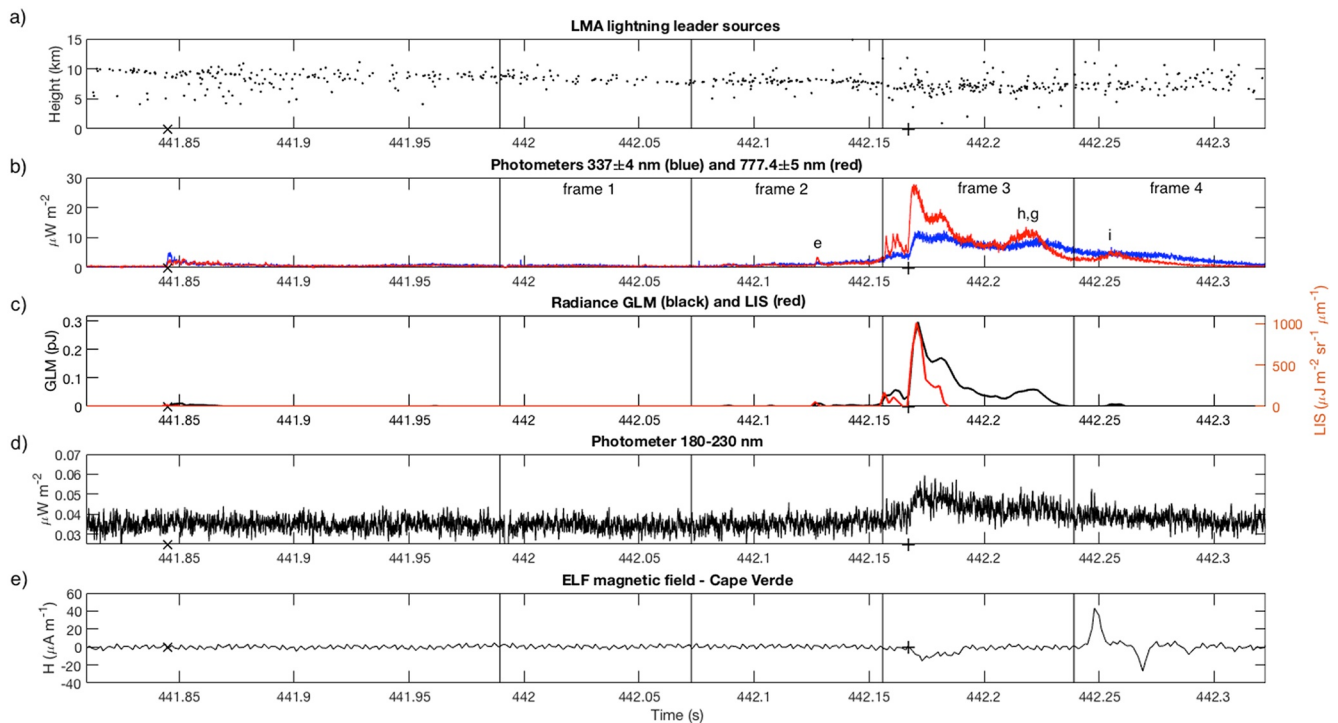 a)
LMA lightning leader sources
Height (km)
15
10
5
0
441.85 441.9 441.95 442 442.05 442.1 442.15 442.2 442.25 442.3
b)
Photometers 337±4 nm (blue) and 777.4±5 nm (red)
μW m⁻²
30
20
10
0
frame 1 frame 2 frame 3 frame 4
e
h,g
i
441.85 441.9 441.95 442 442.05 442.1 442.15 442.2 442.25 442.3
c)
Radiance GLM (black) and LIS (red)
GLM (pJ)
0.3
0.2
0.1
0
1000
500
0
LIS (μJ m⁻² sr⁻¹ μm⁻¹)
441.85 441.9 441.95 442 442.05 442.1 442.15 442.2 442.25 442.3
d)
Photometer 180-230 nm
μW m⁻²
0.07
0.06
0.05
0.04
0.03
441.85 441.9 441.95 442 442.05 442.1 442.15 442.2 442.25 442.3
e)
ELF magnetic field - Cape Verde
H (μA m⁻¹)
60
40
20
0
-20
-40
441.85 441.9 441.95 442 442.05 442.1 442.15 442.2 442.25 442.3
Time (s)